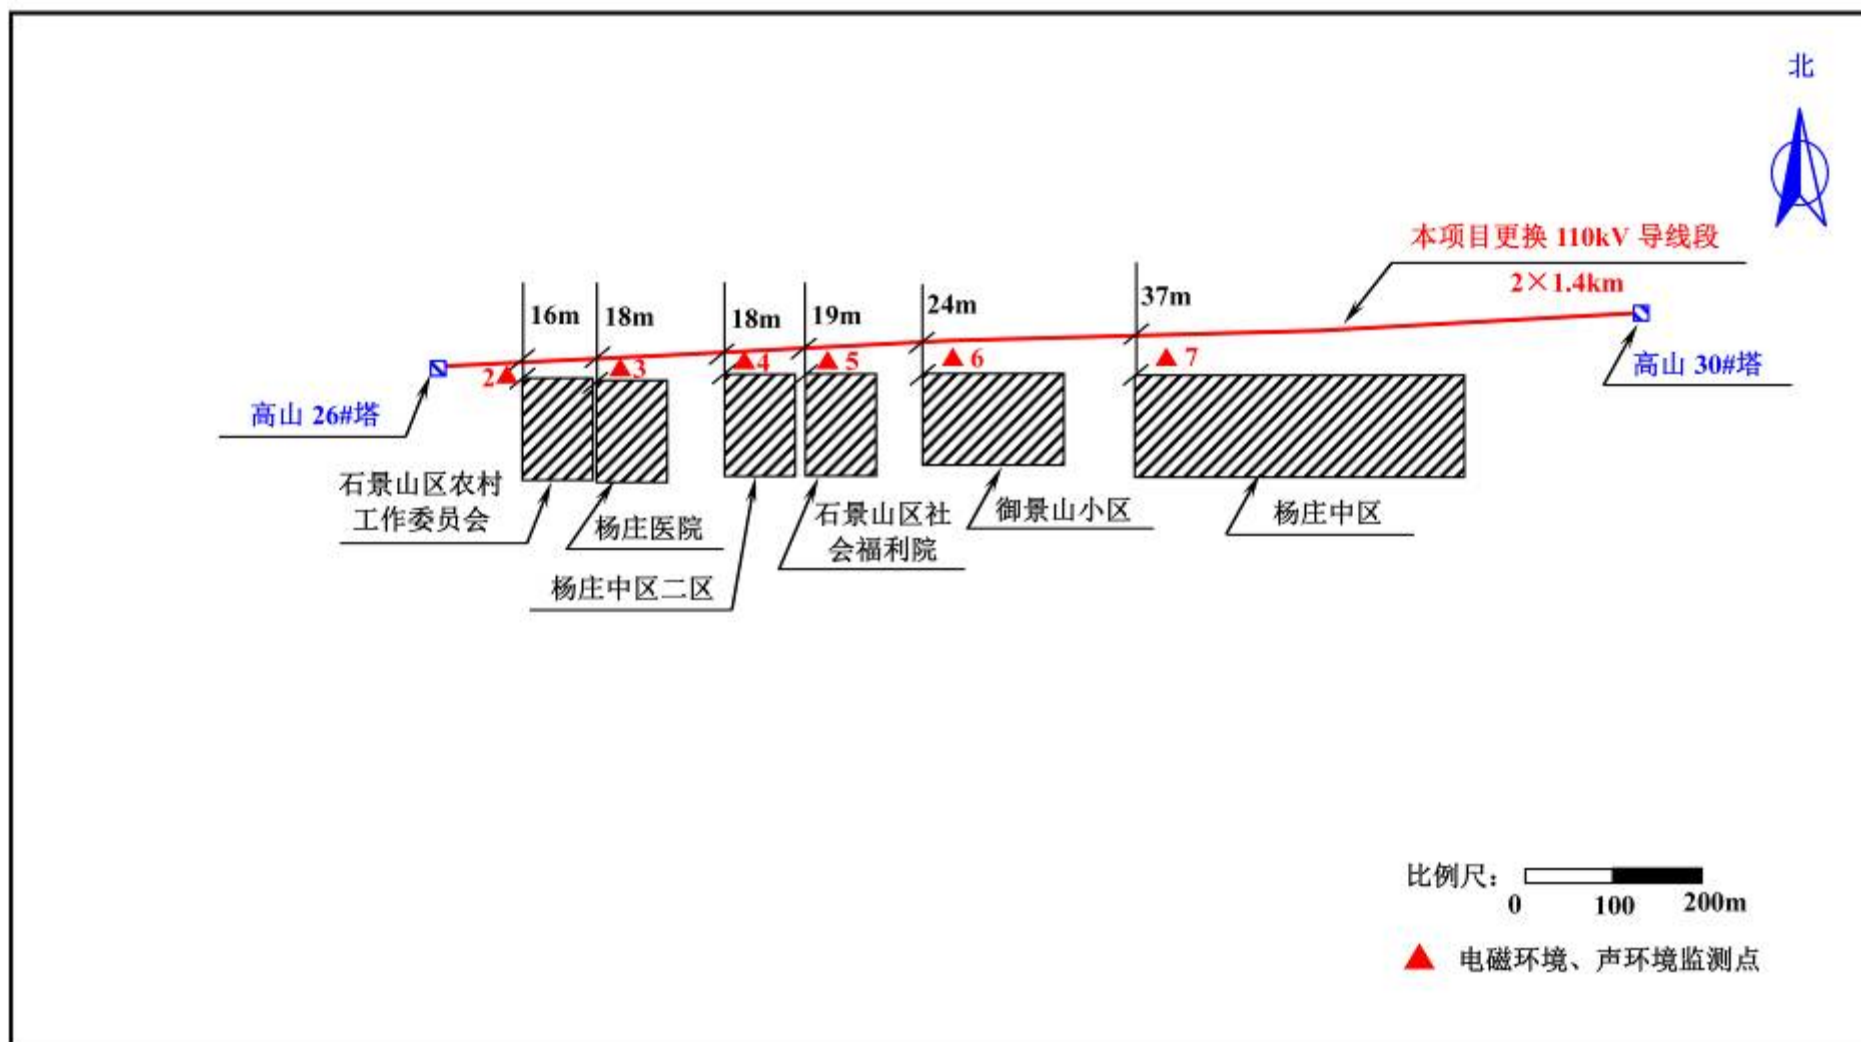 北
本项目更换 110kV 导线段
2×1.4km
16m
18m
18m
19m
24m
37m
2
3
4
5
6
7
高山 26#塔
高山 30#塔
石景山区农村
工作委员会
杨庄医院
杨庄中区二区
石景山区社
会福利院
御景山小区
杨庄中区
比例尺：
0
100
200m
电磁环境、声环境监测点